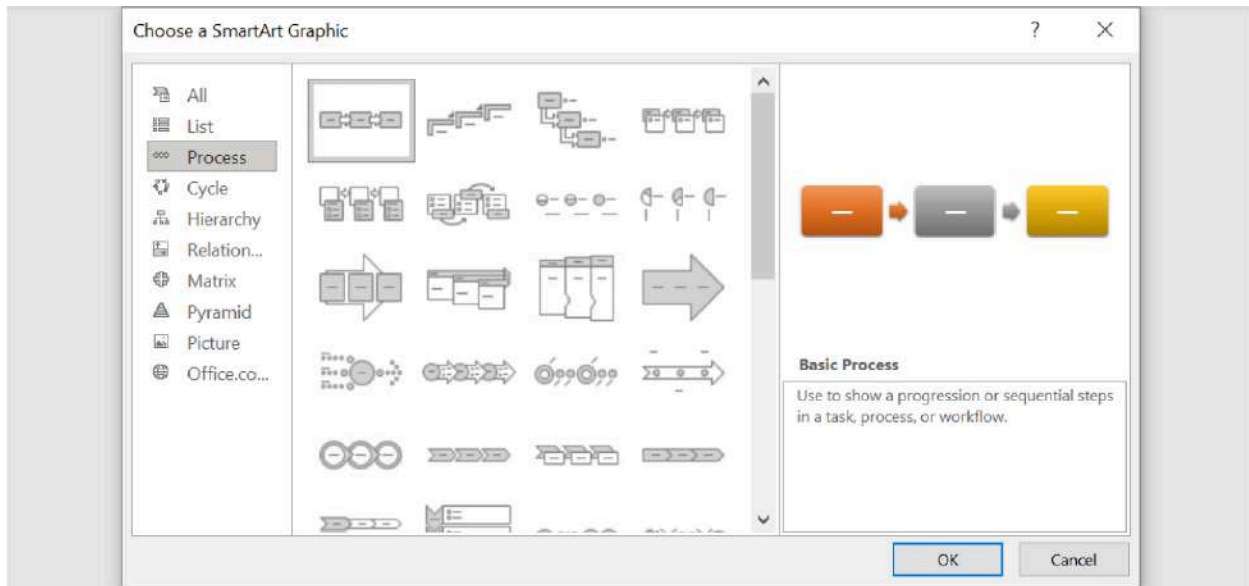 Choose a SmartArt Graphic
?
All
List
Process
Cycle
Hierarchy
Relation...
Matrix
Pyramid
Picture
Office.co...
Basic Process
Use to show a progression or sequential steps
in a task, process, or workflow.
OK
Cancel